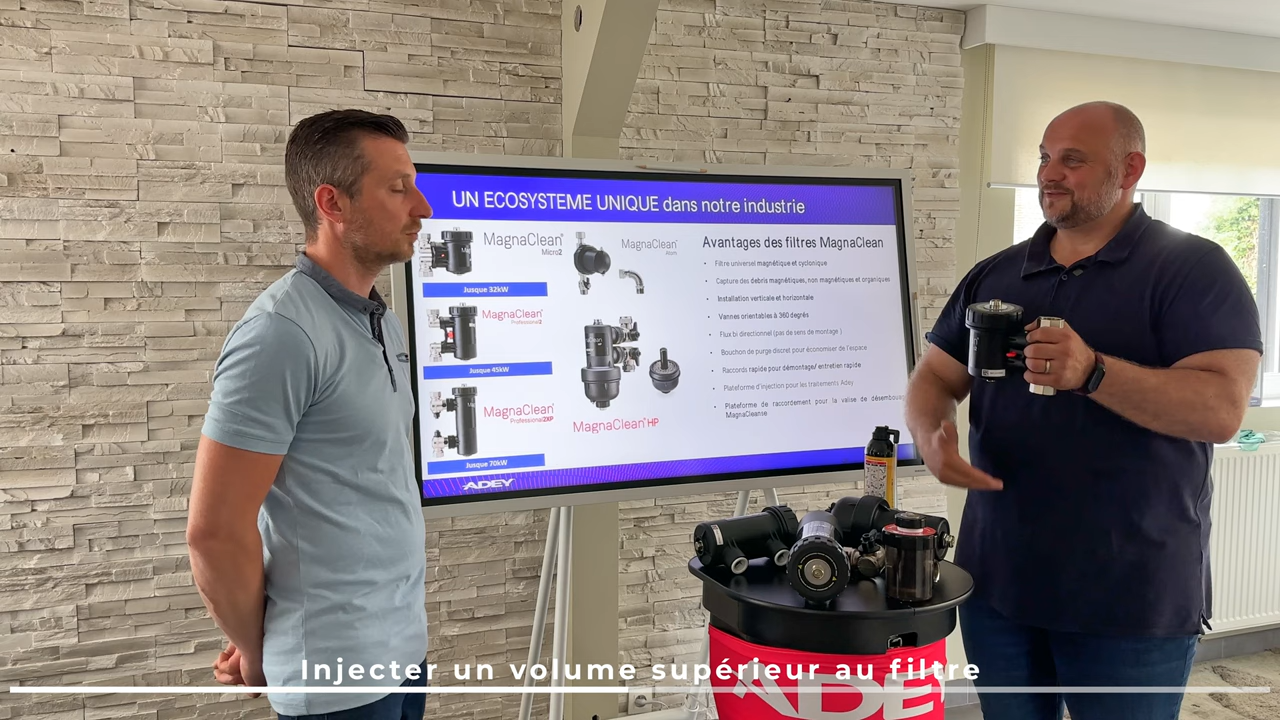 UN ECOSYSTEME UNIQUE dans notre industrie
MagnaClean®
Micro2
Jusque 32kW
MagnaClean®
Professional2
Jusque 45kW
MagnaClean®
Professional2XP
Jusque 70kW
MagnaClean®
Atom
MagnaClean® HP
Avantages des filtres MagnaClean
• Filtre universel magnétique et cyclonique
• Capture des debris magnétiques, non magnétiques et organiques
• Installation verticale et horizontale
• Vannes orientables à 360 degrés
• Flux bi directionnel (pas de sens de montage )
• Bouchon de purge discret pour économiser de l'espace
• Raccords rapide pour démontage/ entretien rapide
• Plateforme d'injection pour les traitements Adey
• Plateforme de raccordement pour la valise de désembouage
MagnaCleanse
ADEY
Injecter un volume supérieur au filtre
ADEY